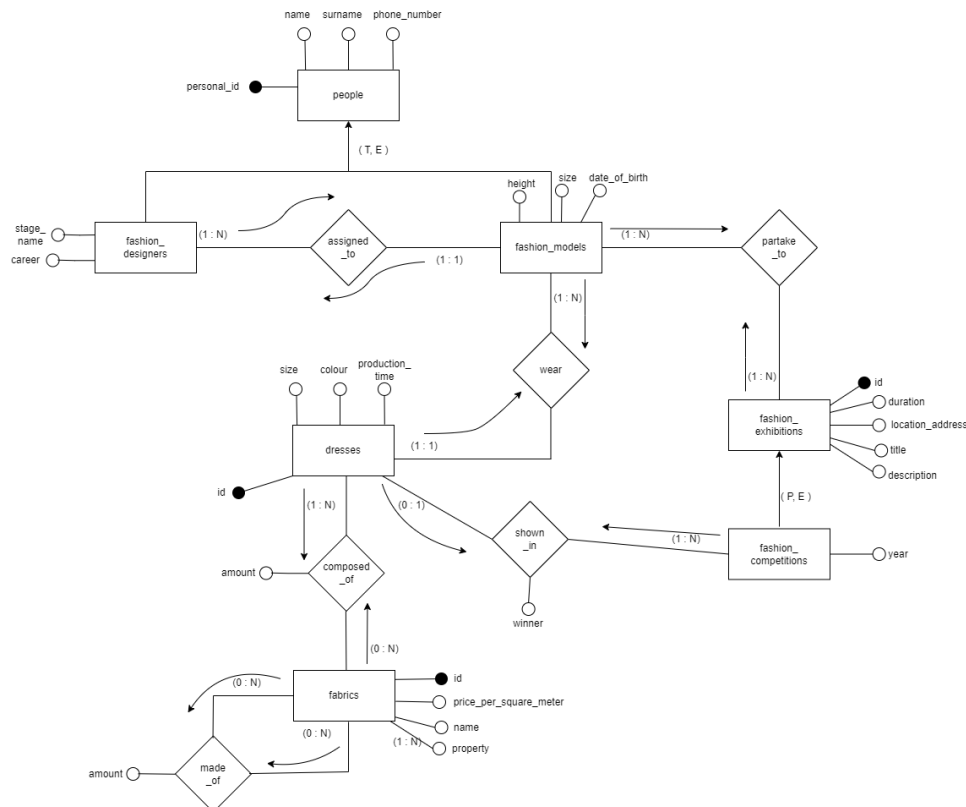 name
surname
phone_number
personal_id
people
( T, E )
height
size
date_of_birth
stage_
name
career
fashion_
designers
(1 : N)
assigned
_to
(1 : 1)
fashion_models
(1 : N)
partake
_to
(1 : N)
wear
size
colour
production_
time
dresses
(1 : 1)
id
(1 : N)
fashion_
exhibitions
id
duration
location_address
title
description
( P, E )
id
(1 : N)
(0 : 1)
shown
_in
(1 : N)
fashion_
competitions
year
winner
amount
composed
_of
(0 : N)
(0 : N)
fabrics
id
price_per_square_meter
name
(0 : N)
(1 : N)
property
amount
made
_of